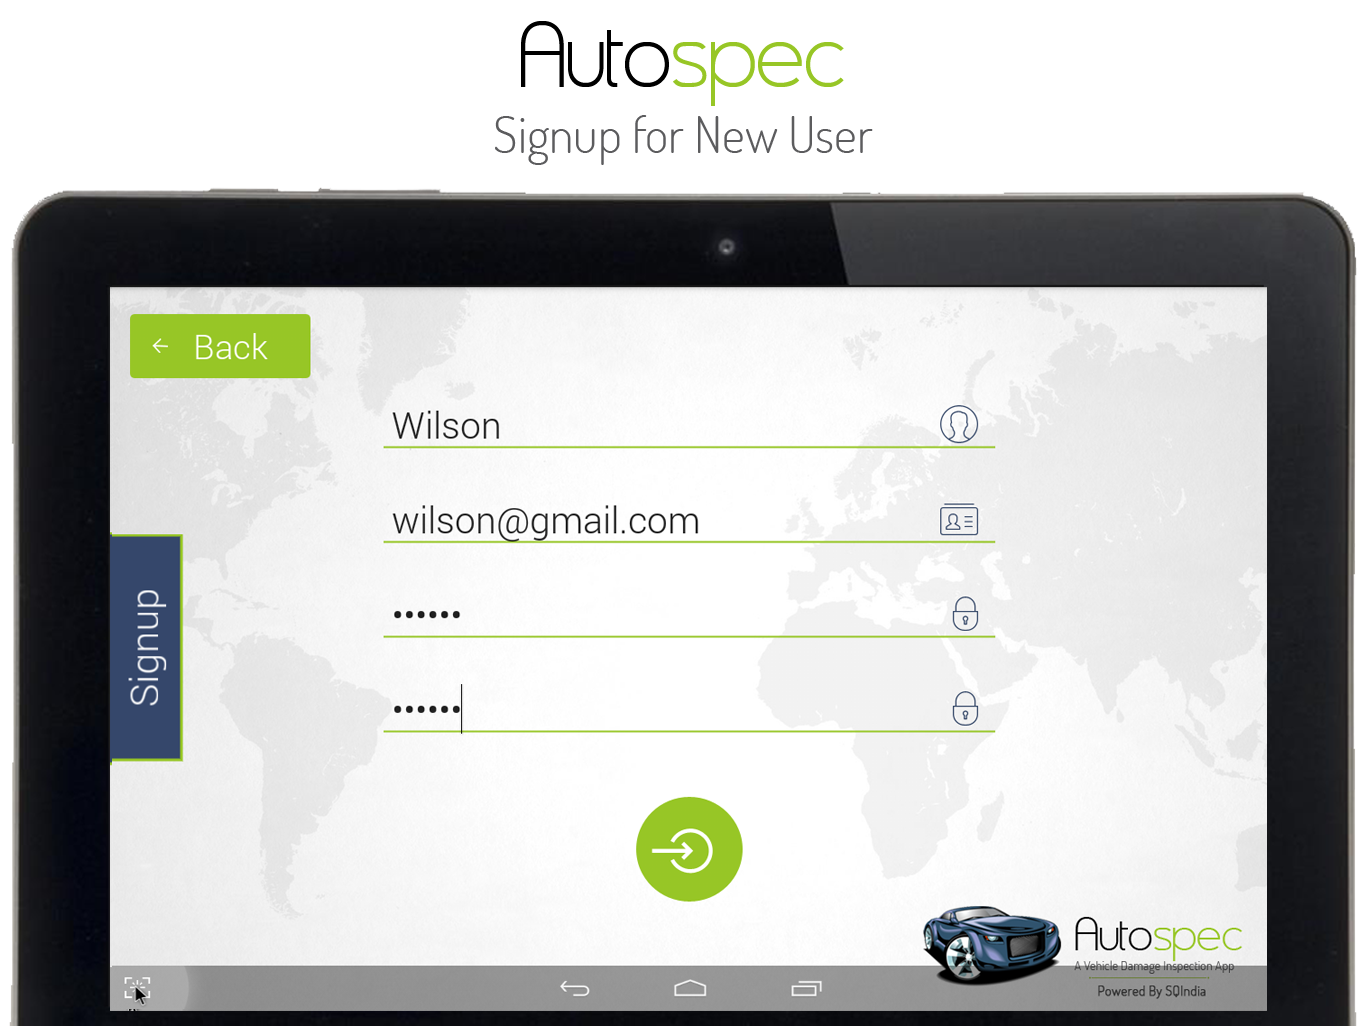 Autospec
Signup for New User
Back
Wilson
wilson@gmail.com
••••••
••••••
Signup
Autospec
A Vehicle Damage Inspection App
Powered By SQIndia